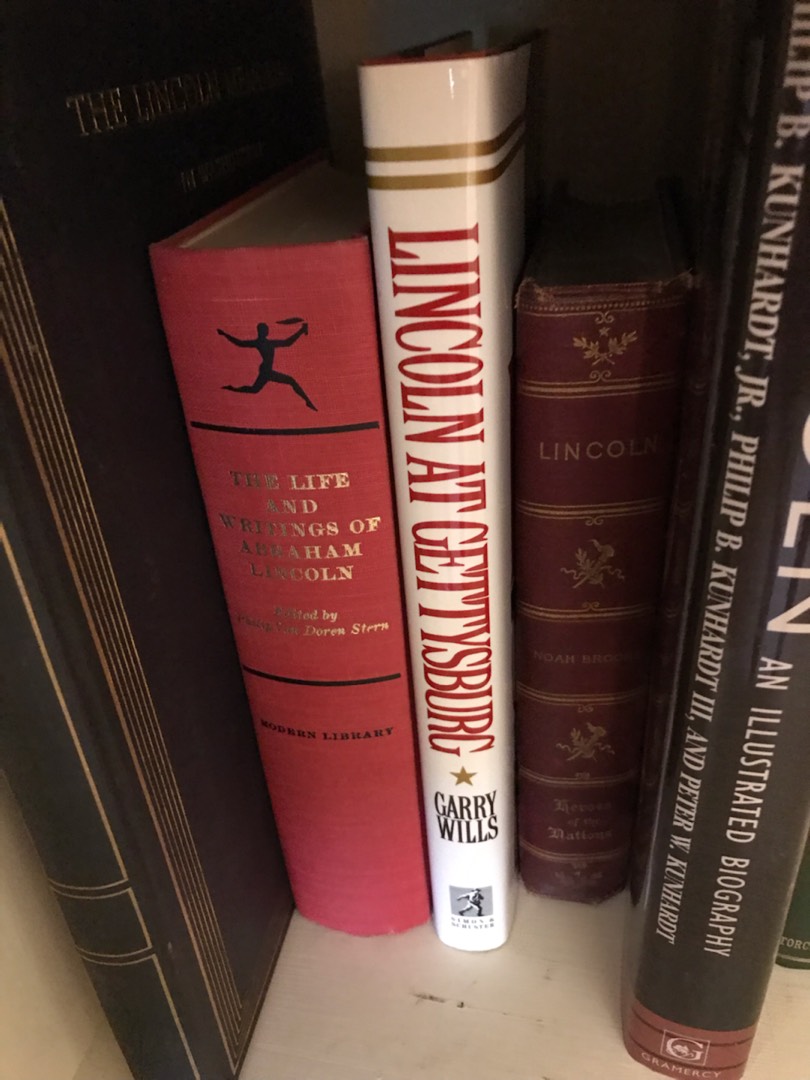 THE LINCOLN
THE LIFE
AND
WRITINGS OF
ABRAHAM
LINCOLN
Edited by
Philip Van Doren Stern
MODERN LIBRARY
LINCOLN AT GETTYSBURG
GARRY
WILLS
SIMON &
SCHUSTER
LINCOLN
NOAH
Heroes
of the
Nations
B. KUNHARDT, JR., PHILIP B. KUNHARDT III, AND PETER W. KUNHARDT
AN ILLUSTRATED BIOGRAPHY
G
GRAMERCY